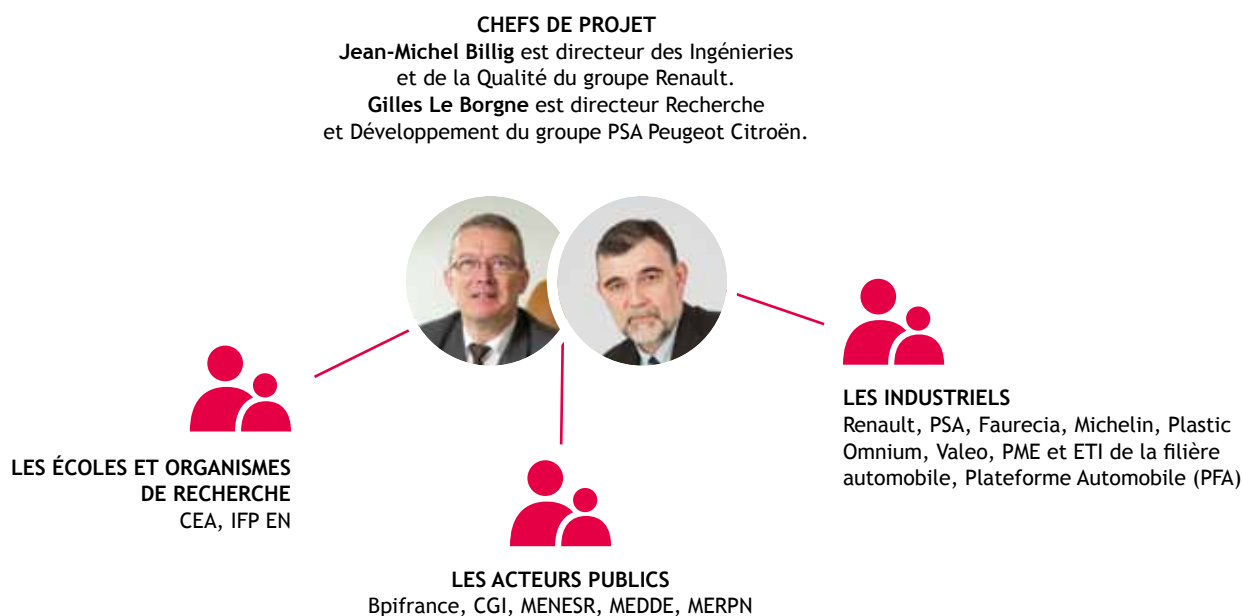 CHEFS DE PROJET
Jean-Michel Billig est directeur des Ingénieries
et de la Qualité du groupe Renault.
Gilles Le Borgne est directeur Recherche
et Développement du groupe PSA Peugeot Citroën.
LES INDUSTRIELS
Renault, PSA, Faurecia, Michelin, Plastic
Omnium, Valeo, PME et ETI de la filière
automobile, Plateforme Automobile (PFA)
LES ÉCOLES ET ORGANISMES
DE RECHERCHE
CEA, IFP EN
LES ACTEURS PUBLICS
Bpifrance, CGI, MENESR, MEDDE, MERPN